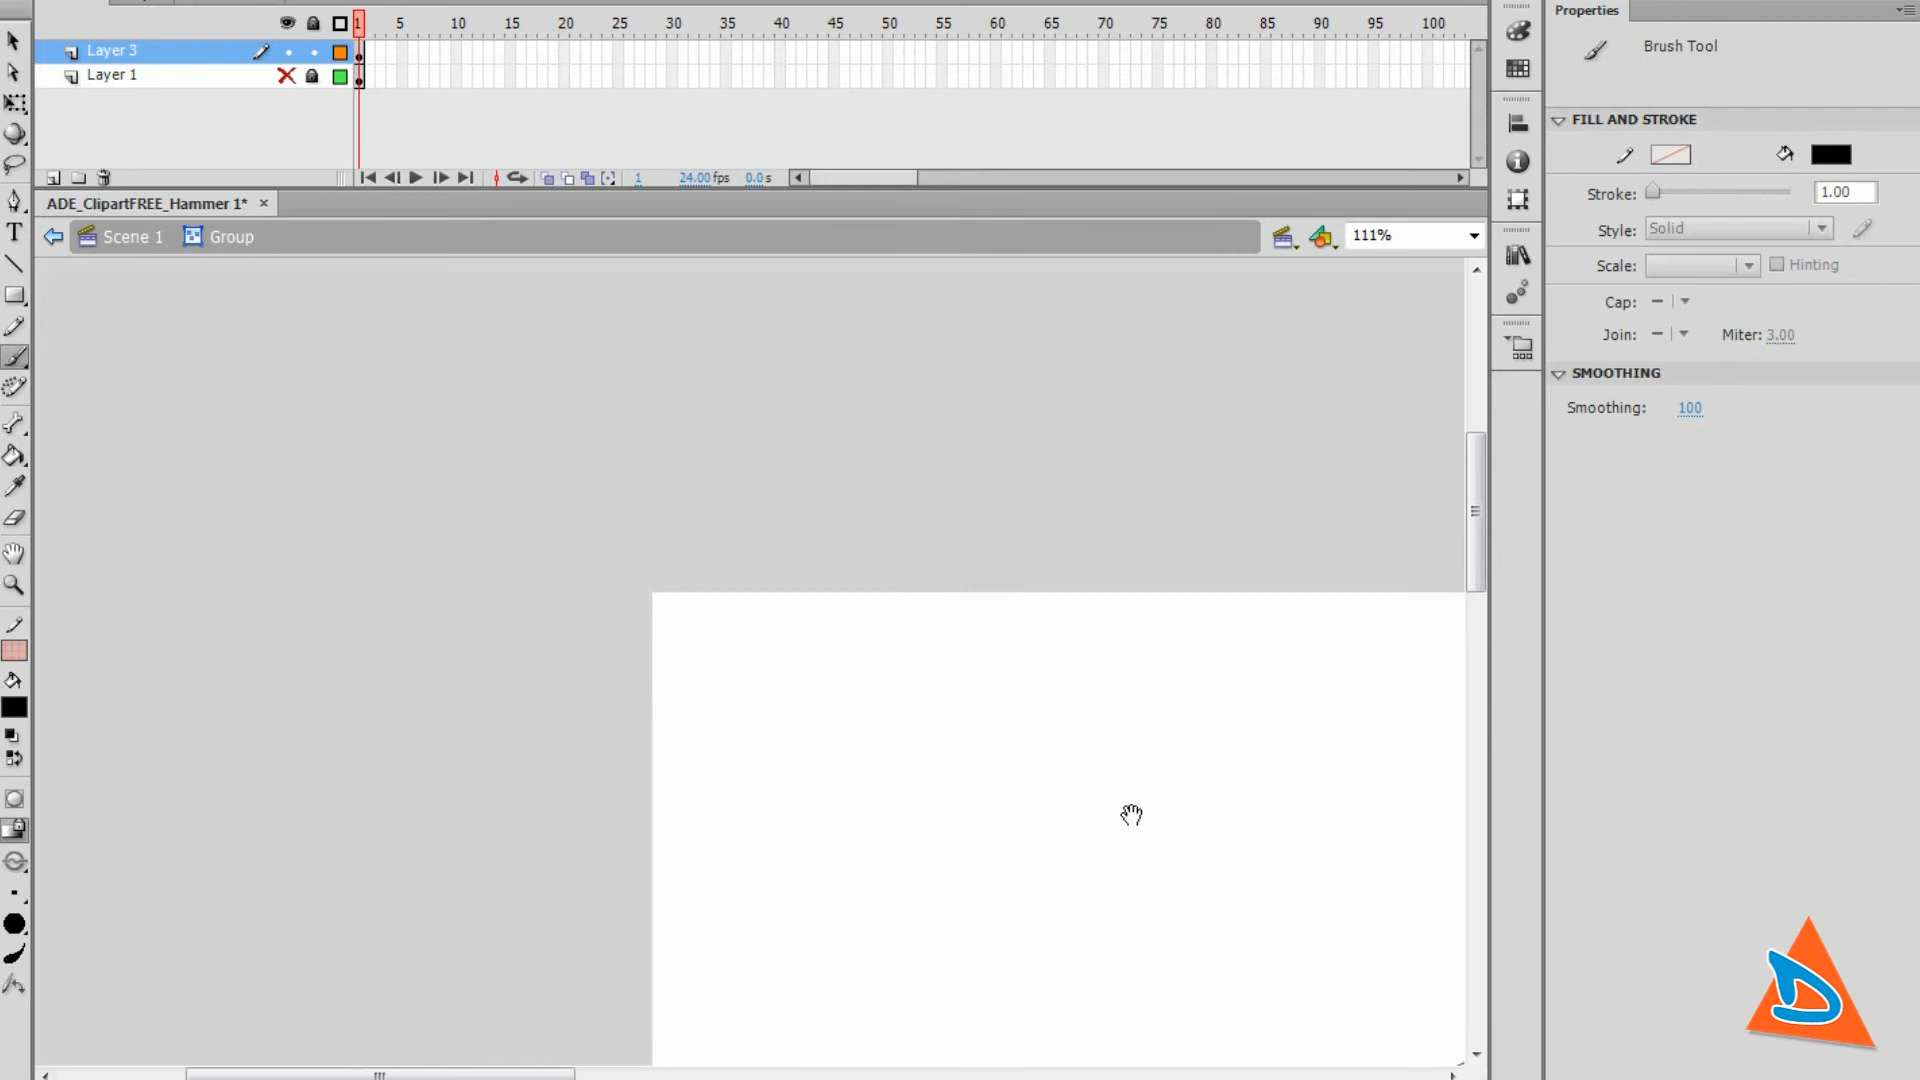 1 5 10 15 20 25 30 35 40 45 50 55 60 65 70 75 80 85 90 95 100
Layer 3
Layer 1
1 24.00 fps 0.0 s
ADE_ClipartFREE_Hammer 1*
Scene 1 Group 111%
Properties
Brush Tool
FILL AND STROKE
Stroke: 1.00
Style: Solid
Scale: Hinting
Cap:
Join: Miter: 3.00
SMOOTHING
Smoothing: 100
T
D